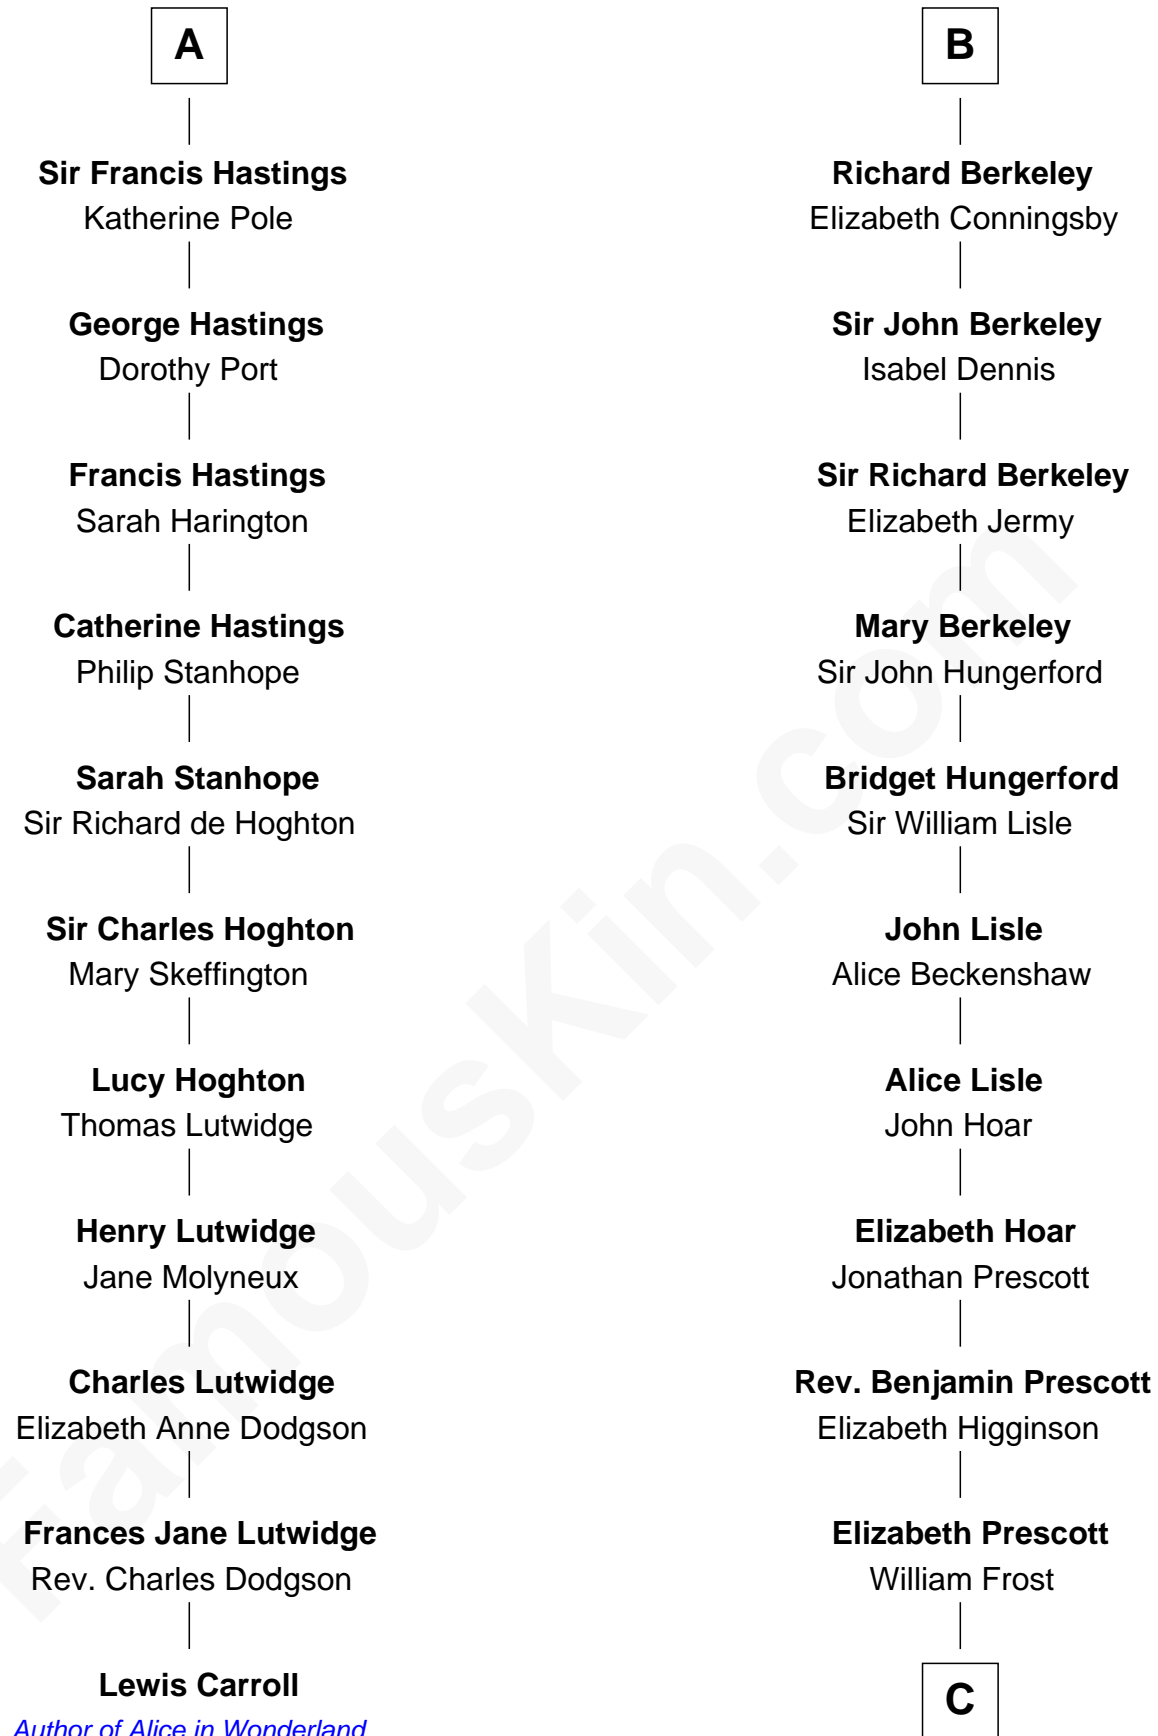 A
Sir Francis Hastings
Katherine Pole
George Hastings
Dorothy Port
Francis Hastings
Sarah Harington
Catherine Hastings
Philip Stanhope
Sarah Stanhope
Sir Richard de Hoghton
Sir Charles Hoghton
Mary Skeffington
Lucy Hoghton
Thomas Lutwidge
Henry Lutwidge
Jane Molyneux
Charles Lutwidge
Elizabeth Anne Dodgson
Frances Jane Lutwidge
Rev. Charles Dodgson
Lewis Carroll
Author of Alice in Wonderland
B
Richard Berkeley
Elizabeth Conningsby
Sir John Berkeley
Isabel Dennis
Sir Richard Berkeley
Elizabeth Jermy
Mary Berkeley
Sir John Hungerford
Bridget Hungerford
Sir William Lisle
John Lisle
Alice Beckenshaw
Alice Lisle
John Hoar
Elizabeth Hoar
Jonathan Prescott
Rev. Benjamin Prescott
Elizabeth Higginson
Elizabeth Prescott
William Frost
C
FamousKin.com